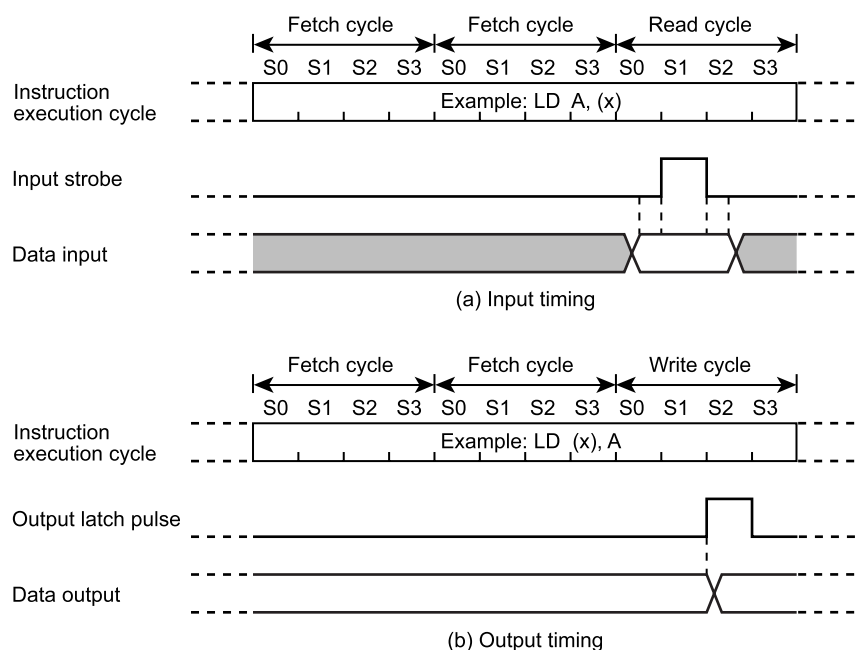 Fetch cycle Fetch cycle Read cycle
S0 S1 S2 S3 S0 S1 S2 S3 S0 S1 S2 S3
Instruction
execution cycle
Example: LD A, (x)
Input strobe
Data input
(a) Input timing
Fetch cycle Fetch cycle Write cycle
S0 S1 S2 S3 S0 S1 S2 S3 S0 S1 S2 S3
Instruction
execution cycle
Example: LD (x), A
Output latch pulse
Data output
(b) Output timing